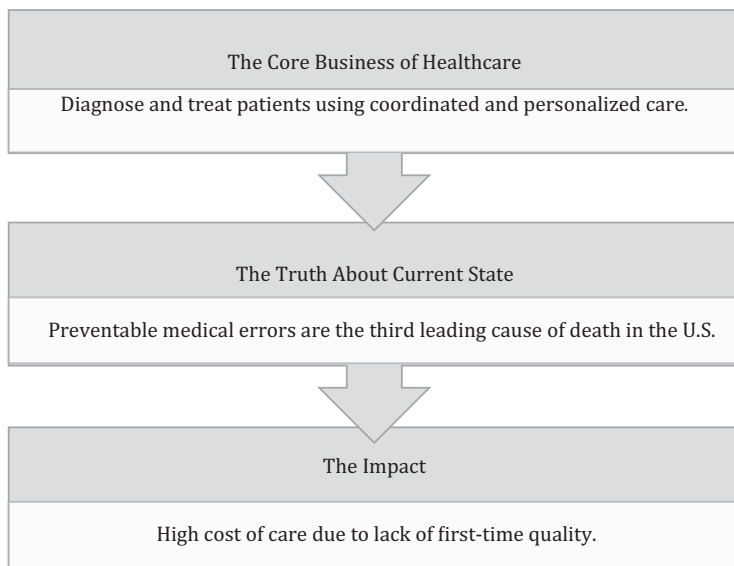 The Core Business of Healthcare
Diagnose and treat patients using coordinated and personalized care.
The Truth About Current State
Preventable medical errors are the third leading cause of death in the U.S.
The Impact
High cost of care due to lack of first-time quality.